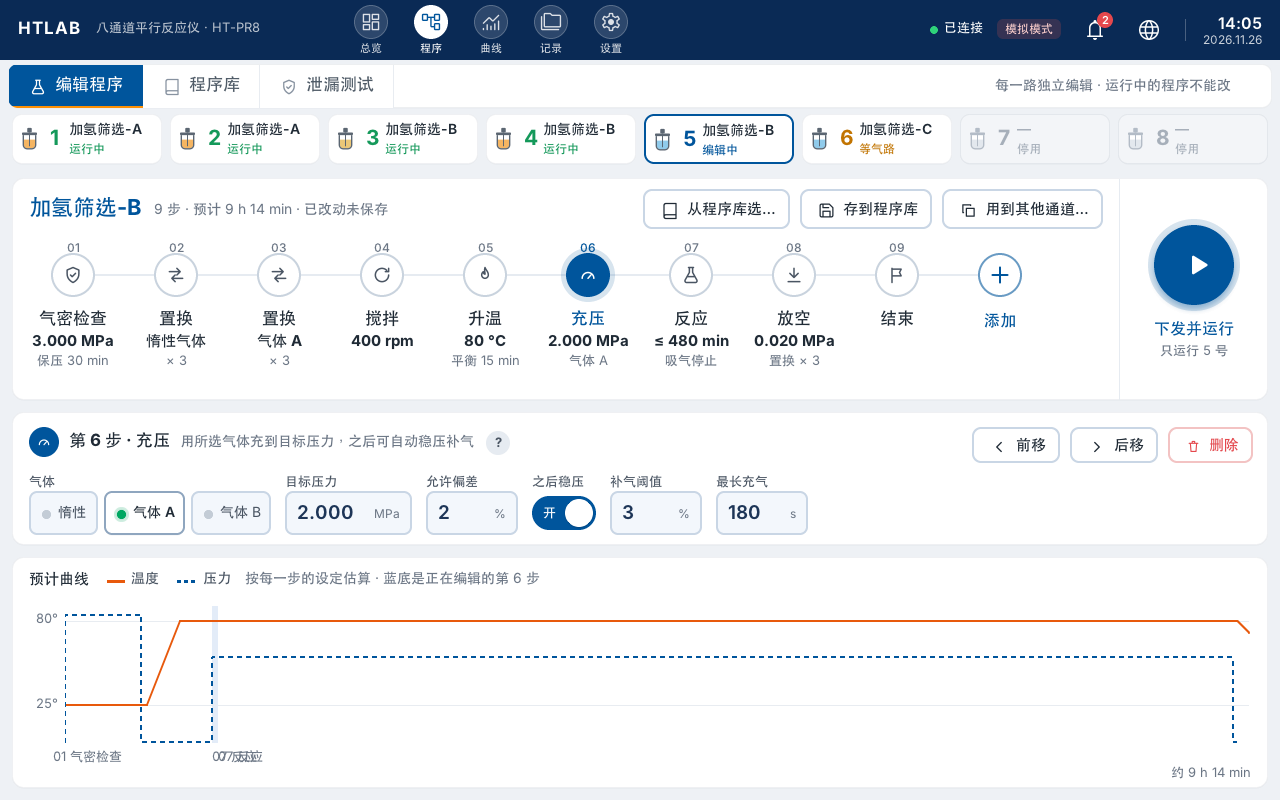 HTLAB 八通道平行反应仪 · HT-PR8
总览 程序 曲线 记录 设置
已连接 模拟模式 2 14:05
2026.11.26
编辑程序 程序库 泄漏测试 每一路独立编辑 · 运行中的程序不能改
1 加氢筛选-A 运行中
2 加氢筛选-A 运行中
3 加氢筛选-B 运行中
4 加氢筛选-B 运行中
5 加氢筛选-B 编辑中
6 加氢筛选-C 等气路
7 — 停用
8 — 停用
加氢筛选-B 9 步 · 预计 9 h 14 min · 已改动未保存 从程序库选... 存到程序库 用到其他通道...
01 02 03 04 05 06 07 08 09
气密检查 置换 置换 搅拌 升温 充压 反应 放空 结束 添加
3.000 MPa 惰性气体 气体 A 400 rpm 80 °C 2.000 MPa ≤ 480 min 0.020 MPa
保压 30 min × 3 × 3 平衡 15 min 气体 A 吸气停止 置换 × 3
下发并运行
只运行 5 号
第 6 步 · 充压 用所选气体充到目标压力 · 之后可自动稳压补气 ? 前移 后移 删除
气体 目标压力 允许偏差 之后稳压 补气阈值 最长充气
惰性 气体 A 气体 B 2.000 MPa 2 % 开 3 % 180 s
预计曲线 温度 压力 按每一步的设定估算 · 蓝底是正在编辑的第 6 步
80°
25°
01 气密检查 07 反应
约 9 h 14 min